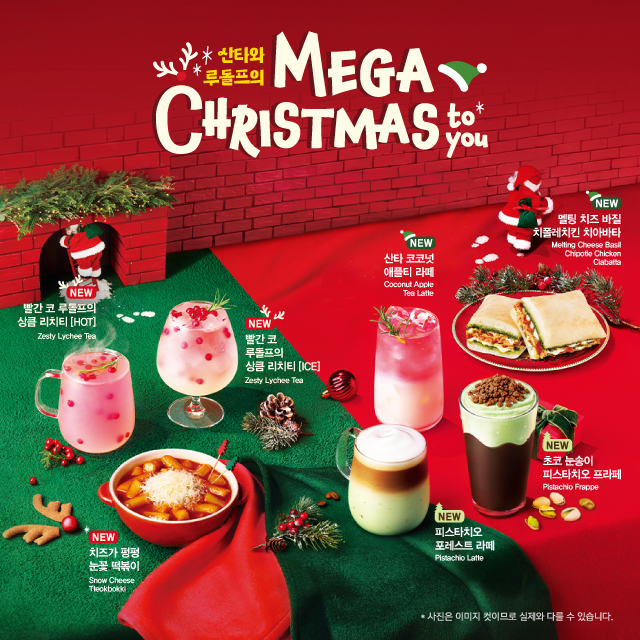 산타와
루돌프의
MEGA
CHRISTMAS
to*
you
NEW
멜팅 치즈 바질
치폴레치킨 치아바타
Melting Cheese Basil
Chipotle Chicken
Ciabatta
NEW
산타 코코넛
애플티 라떼
Coconut Apple
Tea Latte
NEW
빨간 코 루돌프의
상큼 리치티 [HOT]
Zesty Lychee Tea
NEW
빨간 코
루돌프의
상큼 리치티 [ICE]
Zesty Lychee Tea
NEW
초코 눈송이
피스타치오 프라페
Pistachio Frappe
NEW
피스타치오
포레스트 라떼
Pistachio Latte
NEW
치즈가 펑펑
눈꽃 떡볶이
Snow Cheese
Tteokbokki
* 사진은 이미지 컷이므로 실제와 다를 수 있습니다.